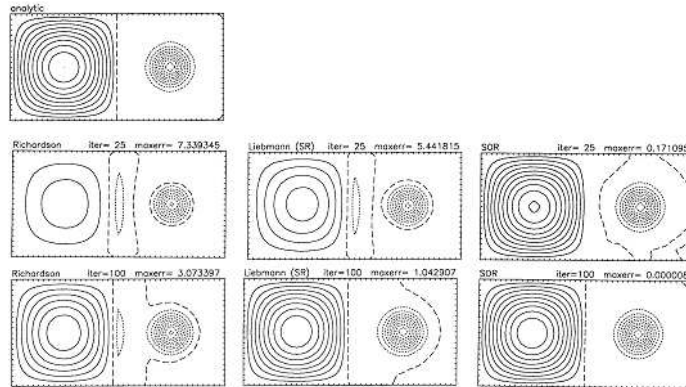 analytic
Richardson iter= 25 maxerr= 7.339345
Liebmann (SR) iter= 25 maxerr= 5.441815
SOR iter= 25 maxerr= 0.171095
Richardson iter=100 maxerr= 3.073397
Liebmann (SR) iter=100 maxerr= 1.042907
SOR iter=100 maxerr= 0.000008